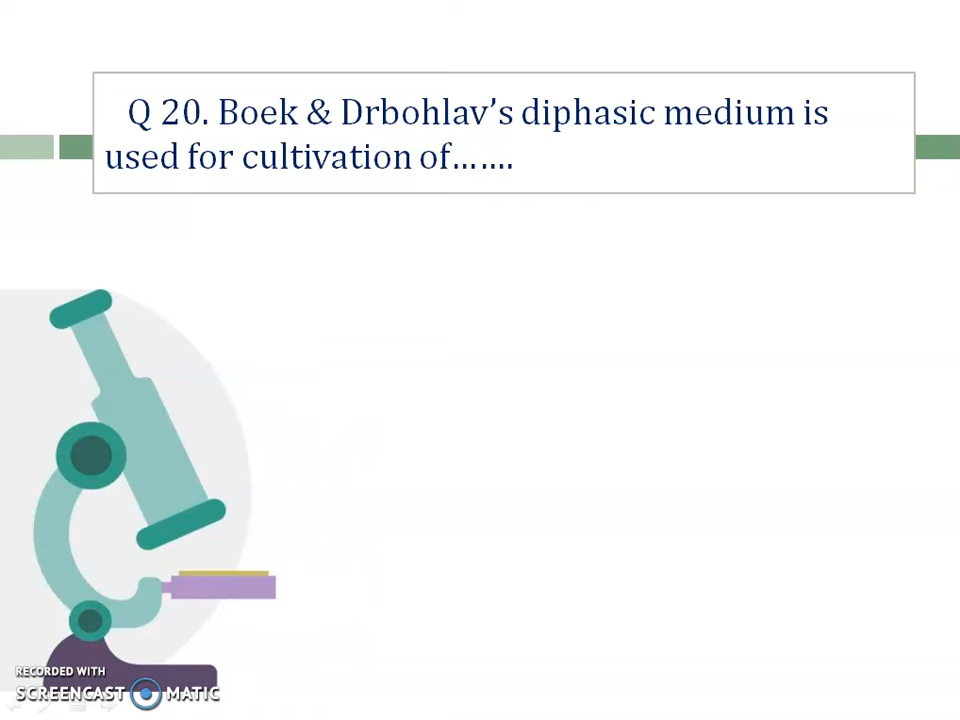 Q 20. Boek & Drbohlav’s diphasic medium is
used for cultivation of…….
RECORDED WITH
SCREENCAST MATIC